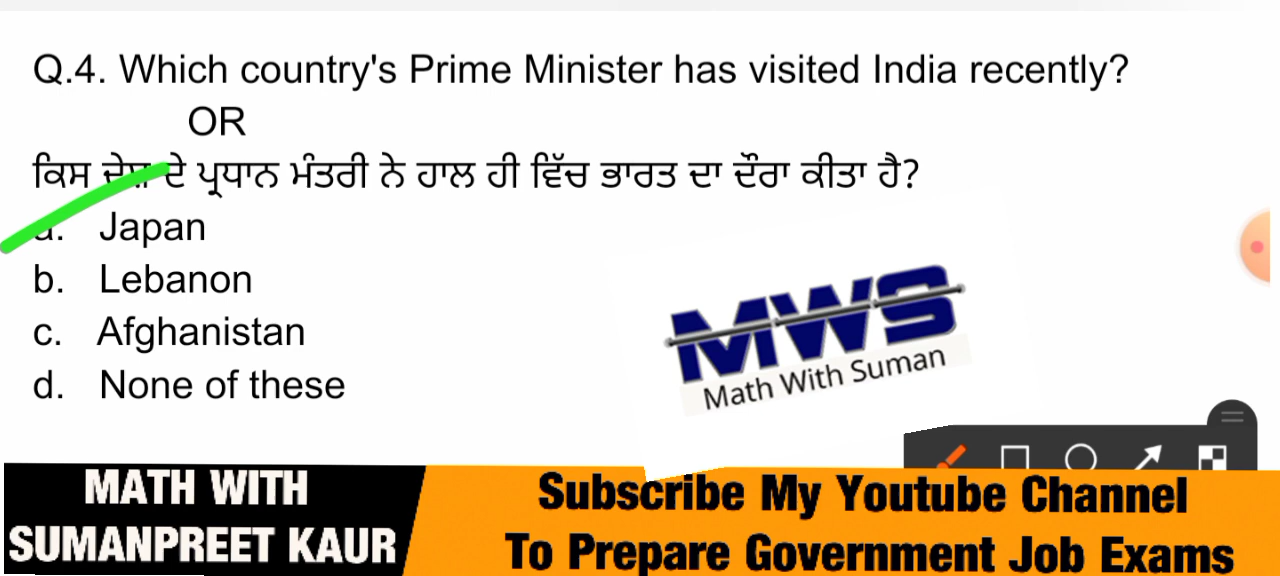 Q.4. Which country's Prime Minister has visited India recently?
OR
ਕਿਸ ਦੇਸ਼ ਦੇ ਪ੍ਰਧਾਨ ਮੰਤਰੀ ਨੇ ਹਾਲ ਹੀ ਵਿੱਚ ਭਾਰਤ ਦਾ ਦੌਰਾ ਕੀਤਾ ਹੈ?
a. Japan
b. Lebanon
c. Afghanistan
d. None of these
MWS
Math With Suman
MATH WITH
SUMANPREET KAUR
Subscribe My Youtube Channel
To Prepare Government Job Exams